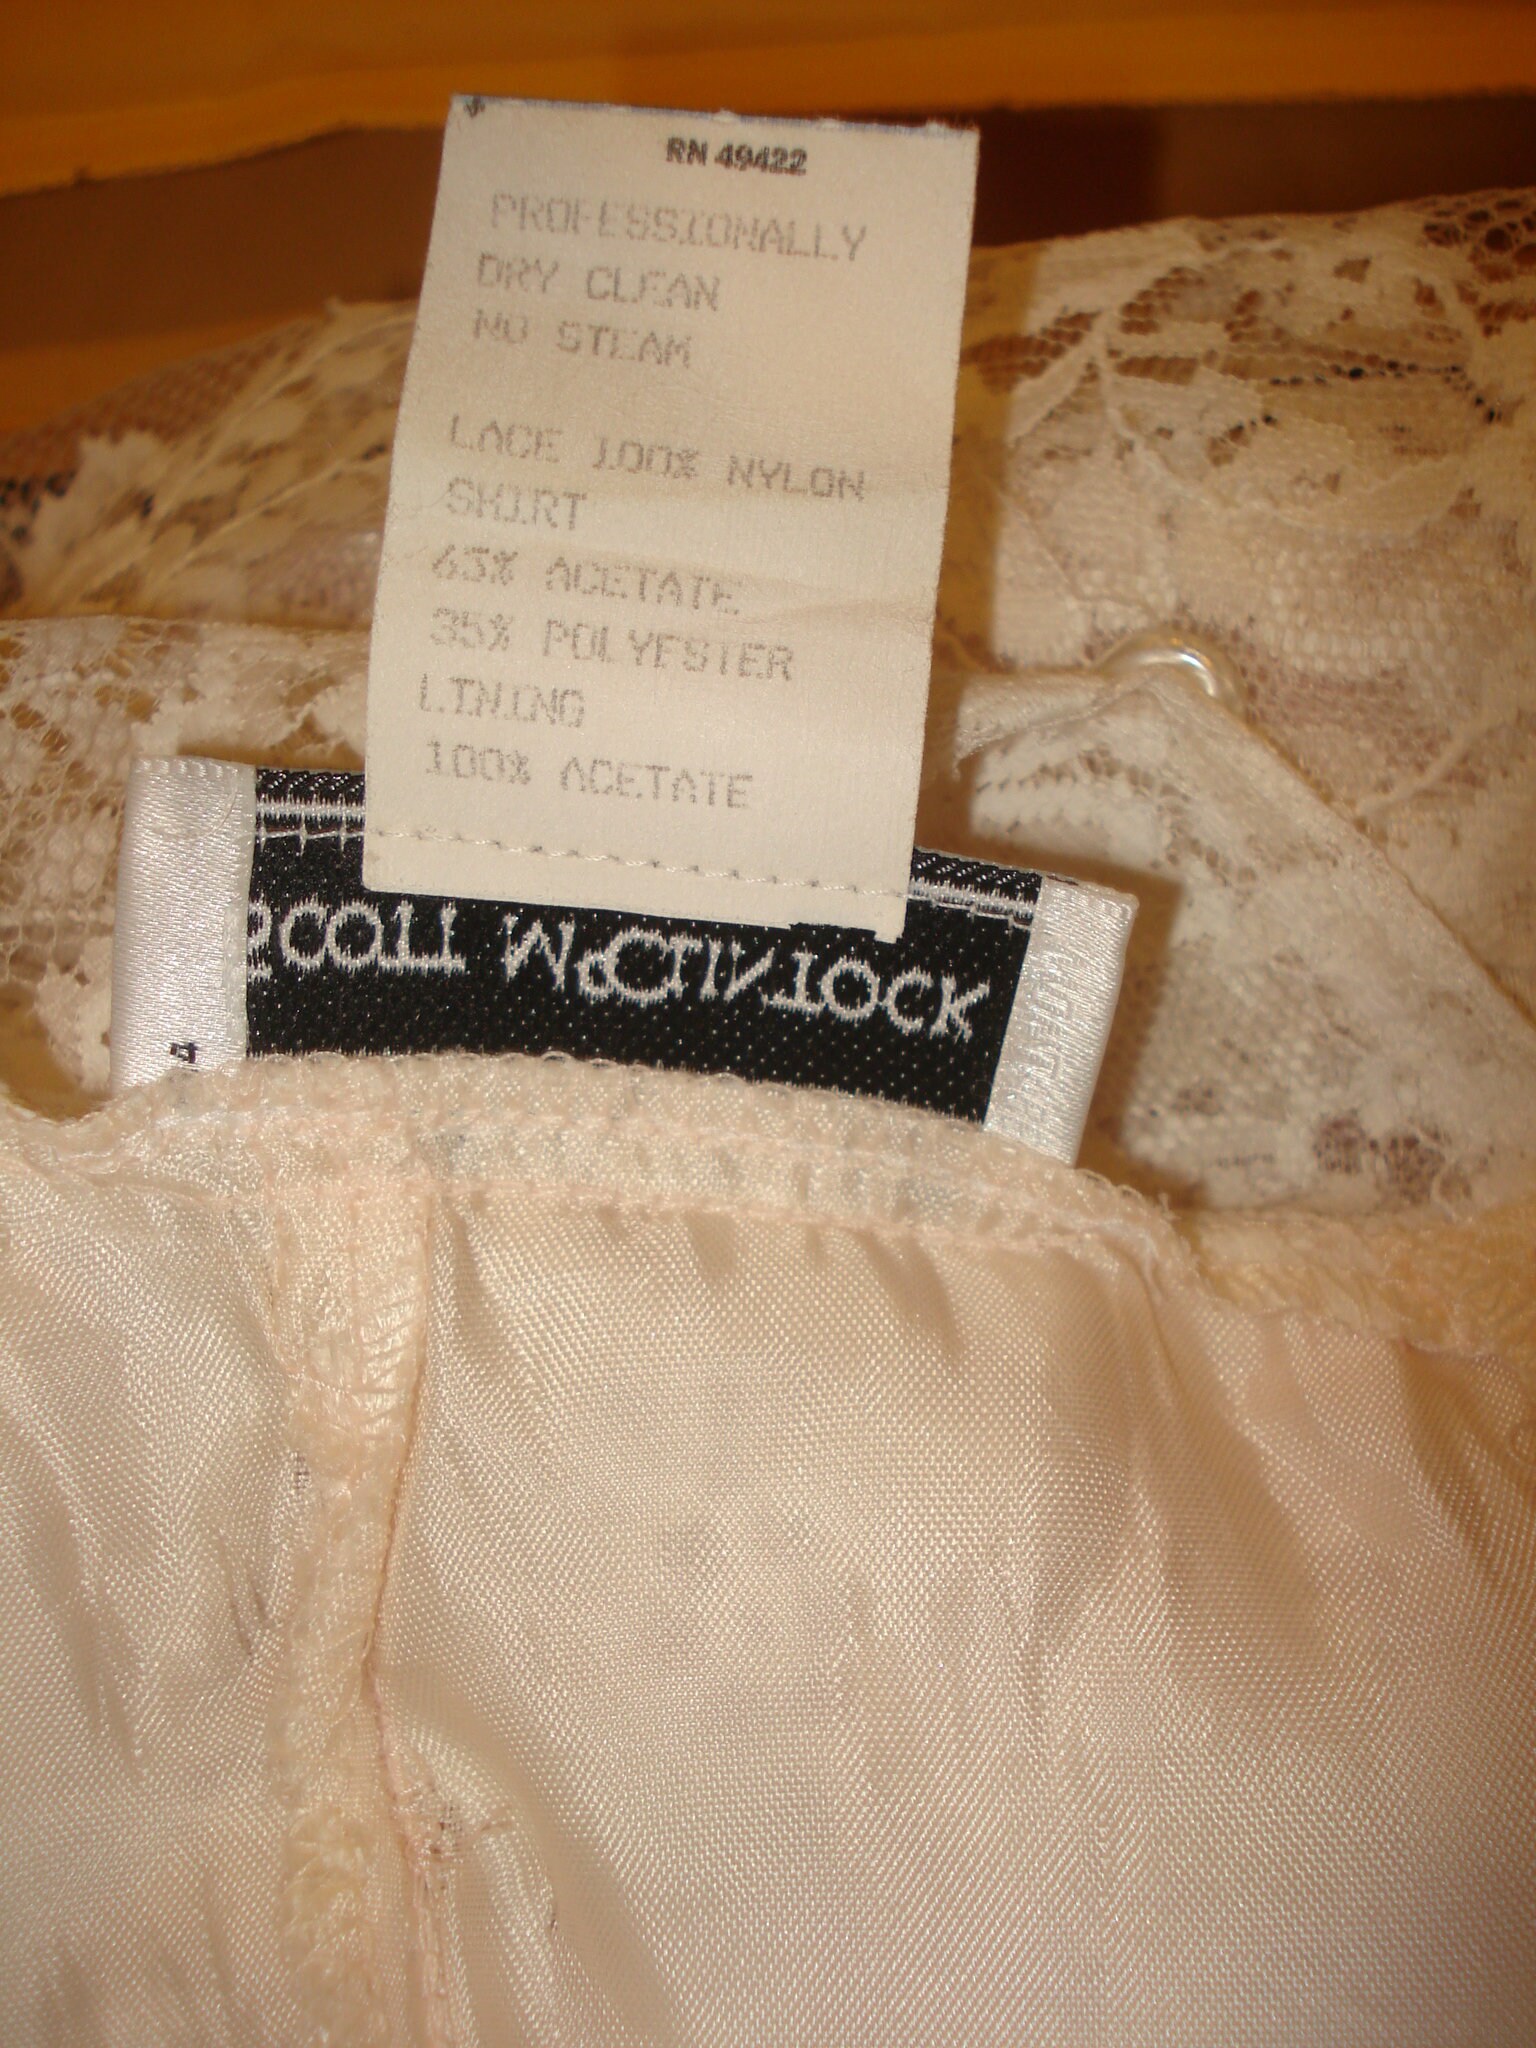 RN 49422
PROFESSIONALLY
DRY CLEAN
NO STEAM
LACE 100% NYLON
SKIRT
65% ACETATE
35% POLYESTER
LINING
100% ACETATE
SCOTT McCLINTOCK